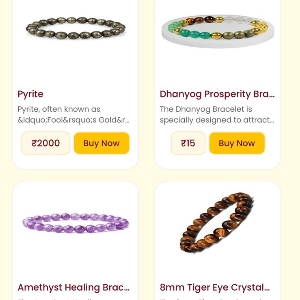 Pyrite
Pyrite, often known as
&ldquo;Fool&rsquo;s Gold&r...
₹2000
Buy Now
Dhanyog Prosperity Bra...
The Dhanyog Bracelet is
specially designed to attract...
₹15
Buy Now
Amethyst Healing Brac...
8mm Tiger Eye Crystal...